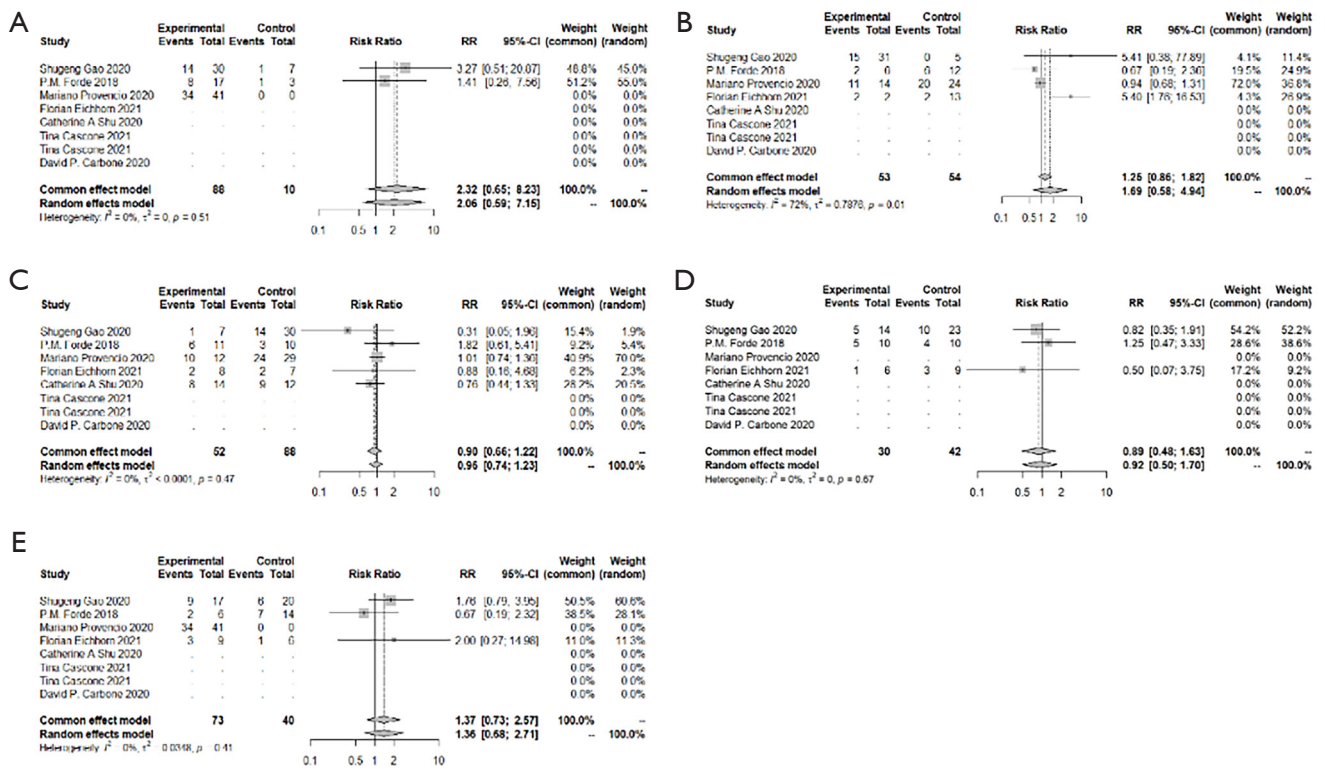 A
Experimental Control Weight Weight
Study Events Total Events Total Risk Ratio RR 95%-CI (common) (random)
Shugeng Gao 2020 14 30 1 7 3.27 [0.51; 20.87] 48.8% 45.0%
P.M. Forde 2018 8 17 1 3 1.41 [0.26; 7.56] 51.2% 55.0%
Mariano Provencio 2020 34 41 0 0 0.0% 0.0%
Florian Eichhorn 2021 . . . . 0.0% 0.0%
Catherine A Shu 2020 . . . . 0.0% 0.0%
Tina Cascone 2021 . . . . 0.0% 0.0%
Tina Cascone 2021 . . . . 0.0% 0.0%
David P. Carbone 2020 . . . . 0.0% 0.0%
Common effect model 88 10 2.32 [0.65; 8.23] 100.0% --
Random effects model 2.06 [0.59; 7.15] -- 100.0%
Heterogeneity: I² = 0%, τ² = 0, p = 0.51
0.1 0.5 1 2 10
B
Experimental Control Weight Weight
Study Events Total Events Total Risk Ratio RR 95%-CI (common) (random)
Shugeng Gao 2020 15 31 0 5 5.41 [0.38; 77.89] 4.1% 11.4%
P.M. Forde 2018 2 6 6 12 0.67 [0.19; 2.36] 19.5% 24.9%
Mariano Provencio 2020 11 14 20 24 0.94 [0.68; 1.31] 72.0% 36.8%
Florian Eichhorn 2021 2 2 2 13 5.40 [1.76; 16.53] 4.3% 26.9%
Catherine A Shu 2020 . . . . 0.0% 0.0%
Tina Cascone 2021 . . . . 0.0% 0.0%
Tina Cascone 2021 . . . . 0.0% 0.0%
David P. Carbone 2020 . . . . 0.0% 0.0%
Common effect model 53 54 1.25 [0.86; 1.82] 100.0% --
Random effects model 1.69 [0.58; 4.94] -- 100.0%
Heterogeneity: I² = 72%, τ² = 0.7876, p = 0.01
0.1 0.5 1 2 10
C
Experimental Control Weight Weight
Study Events Total Events Total Risk Ratio RR 95%-CI (common) (random)
Shugeng Gao 2020 1 7 14 30 0.31 [0.05; 1.96] 15.4% 1.9%
P.M. Forde 2018 6 11 3 10 1.82 [0.61; 5.41] 9.2% 5.4%
Mariano Provencio 2020 10 12 24 29 1.01 [0.74; 1.36] 40.9% 70.0%
Florian Eichhorn 2021 2 8 2 7 0.88 [0.16; 4.68] 6.2% 2.3%
Catherine A Shu 2020 8 14 9 12 0.76 [0.44; 1.33] 28.2% 20.5%
Tina Cascone 2021 . . . . 0.0% 0.0%
Tina Cascone 2021 . . . . 0.0% 0.0%
David P. Carbone 2020 . . . . 0.0% 0.0%
Common effect model 52 88 0.90 [0.66; 1.22] 100.0% --
Random effects model 0.95 [0.74; 1.23] -- 100.0%
Heterogeneity: I² = 0%, τ² < 0.0001, p = 0.47
0.1 0.5 1 2 10
D
Experimental Control Weight Weight
Study Events Total Events Total Risk Ratio RR 95%-CI (common) (random)
Shugeng Gao 2020 5 14 10 23 0.82 [0.35; 1.91] 54.2% 52.2%
P.M. Forde 2018 5 10 4 10 1.25 [0.47; 3.33] 28.6% 38.6%
Mariano Provencio 2020 . . . . 0.0% 0.0%
Florian Eichhorn 2021 1 6 3 9 0.50 [0.07; 3.75] 17.2% 9.2%
Catherine A Shu 2020 . . . . 0.0% 0.0%
Tina Cascone 2021 . . . . 0.0% 0.0%
Tina Cascone 2021 . . . . 0.0% 0.0%
David P. Carbone 2020 . . . . 0.0% 0.0%
Common effect model 30 42 0.89 [0.48; 1.63] 100.0% --
Random effects model 0.92 [0.50; 1.70] -- 100.0%
Heterogeneity: I² = 0%, τ² = 0, p = 0.67
0.1 0.5 1 2 10
E
Experimental Control Weight Weight
Study Events Total Events Total Risk Ratio RR 95%-CI (common) (random)
Shugeng Gao 2020 9 17 6 20 1.76 [0.79; 3.95] 50.5% 60.6%
P.M. Forde 2018 2 6 7 14 0.67 [0.19; 2.32] 38.5% 28.1%
Mariano Provencio 2020 34 41 0 0 0.0% 0.0%
Florian Eichhorn 2021 3 9 1 6 2.00 [0.27; 14.98] 11.0% 11.3%
Catherine A Shu 2020 . . . . 0.0% 0.0%
Tina Cascone 2021 . . . . 0.0% 0.0%
Tina Cascone 2021 . . . . 0.0% 0.0%
David P. Carbone 2020 . . . . 0.0% 0.0%
Common effect model 73 40 1.37 [0.73; 2.57] 100.0% --
Random effects model 1.36 [0.68; 2.71] -- 100.0%
Heterogeneity: I² = 0%, τ² = 0.0348, p = 0.41
0.1 0.5 1 2 10